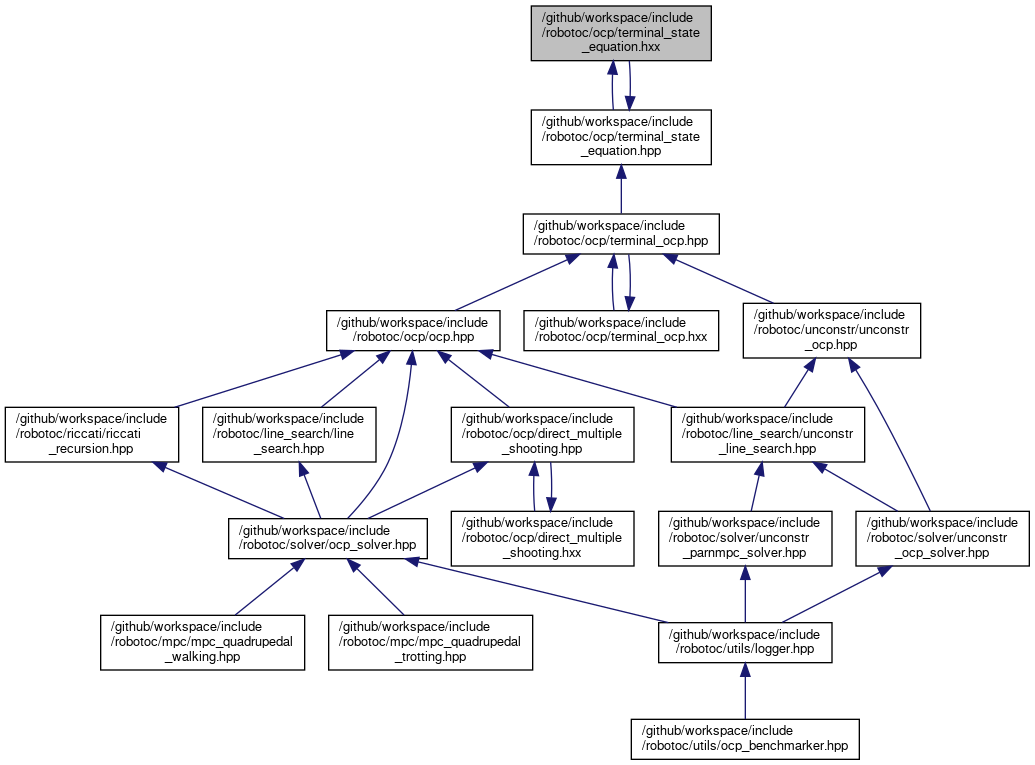 /github/workspace/include
/robotoc/ocp/terminal_state
_equation.hxx
/github/workspace/include
/robotoc/ocp/terminal_state
_equation.hpp
/github/workspace/include
/robotoc/ocp/terminal_ocp.hpp
/github/workspace/include
/robotoc/ocp/ocp.hpp
/github/workspace/include
/robotoc/ocp/terminal_ocp.hxx
/github/workspace/include
/robotoc/unconstr/unconstr
_ocp.hpp
/github/workspace/include
/robotoc/riccati/riccati
_recursion.hpp
/github/workspace/include
/robotoc/line_search/line
_search.hpp
/github/workspace/include
/robotoc/ocp/direct_multiple
_shooting.hpp
/github/workspace/include
/robotoc/line_search/unconstr
_line_search.hpp
/github/workspace/include
/robotoc/solver/ocp_solver.hpp
/github/workspace/include
/robotoc/ocp/direct_multiple
_shooting.hxx
/github/workspace/include
/robotoc/solver/unconstr
_parnmpc_solver.hpp
/github/workspace/include
/robotoc/solver/unconstr
_ocp_solver.hpp
/github/workspace/include
/robotoc/mpc/mpc_quadrupedal
_walking.hpp
/github/workspace/include
/robotoc/mpc/mpc_quadrupedal
_trotting.hpp
/github/workspace/include
/robotoc/utils/logger.hpp
/github/workspace/include
/robotoc/utils/ocp_benchmarker.hpp